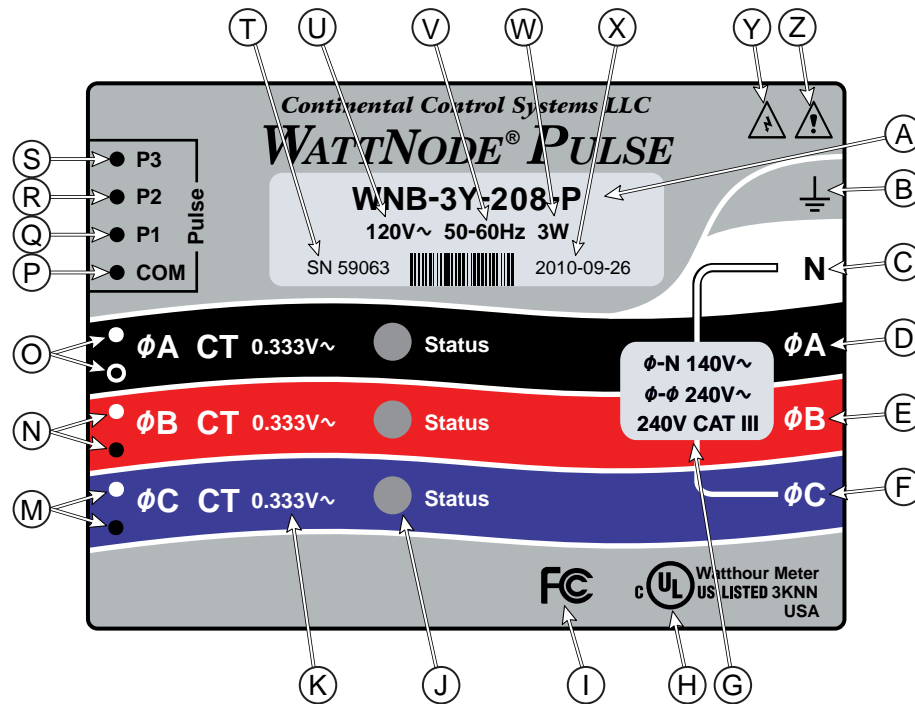 T U V W X Y Z
Continental Control Systems LLC
WATTNODE® PULSE
A
S P3
R P2
Q P1
P COM
Pulse
WNB-3Y-208-P
120V~ 50-60Hz 3W
SN 59063 2010-09-26
B
N C
O ϕA CT 0.333V~ Status ϕA D
ϕ-N 140V~
ϕ-ϕ 240V~
240V CAT III
N ϕB CT 0.333V~ Status ϕB E
M ϕC CT 0.333V~ Status ϕC F
FC
C UL US LISTED
Watthour Meter
3KNN
USA
K J I H G